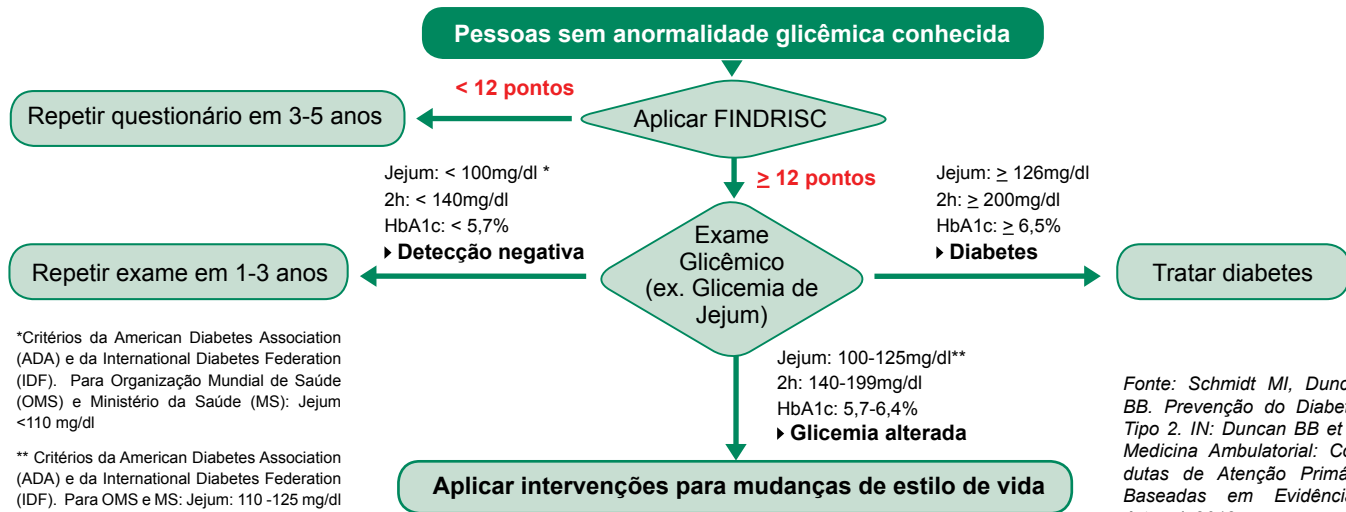 Pessoas sem anormalidade glicêmica conhecida
< 12 pontos
Repetir questionário em 3-5 anos
Aplicar FINDRISC
Jejum: < 100mg/dl *
2h: < 140mg/dl
HbA1c: < 5,7%
▸ Detecção negativa
≥ 12 pontos
Jejum: ≥ 126mg/dl
2h: ≥ 200mg/dl
HbA1c: ≥ 6,5%
▸ Diabetes
Repetir exame em 1-3 anos
Exame
Glicêmico
(ex. Glicemia de
Jejum)
Tratar diabetes
*Critérios da American Diabetes Association
(ADA) e da International Diabetes Federation
(IDF). Para Organização Mundial de Saúde
(OMS) e Ministério da Saúde (MS): Jejum
<110 mg/dl
** Critérios da American Diabetes Association
(ADA) e da International Diabetes Federation
(IDF). Para OMS e MS: Jejum: 110 -125 mg/dl
Jejum: 100-125mg/dl**
2h: 140-199mg/dl
HbA1c: 5,7-6,4%
▸ Glicemia alterada
Aplicar intervenções para mudanças de estilo de vida
Fonte: Schmidt MI, Dunc
BB. Prevenção do Diabet
Tipo 2. IN: Duncan BB et
Medicina Ambulatorial: Co
dutas de Atenção Primá
Baseadas em Evidência